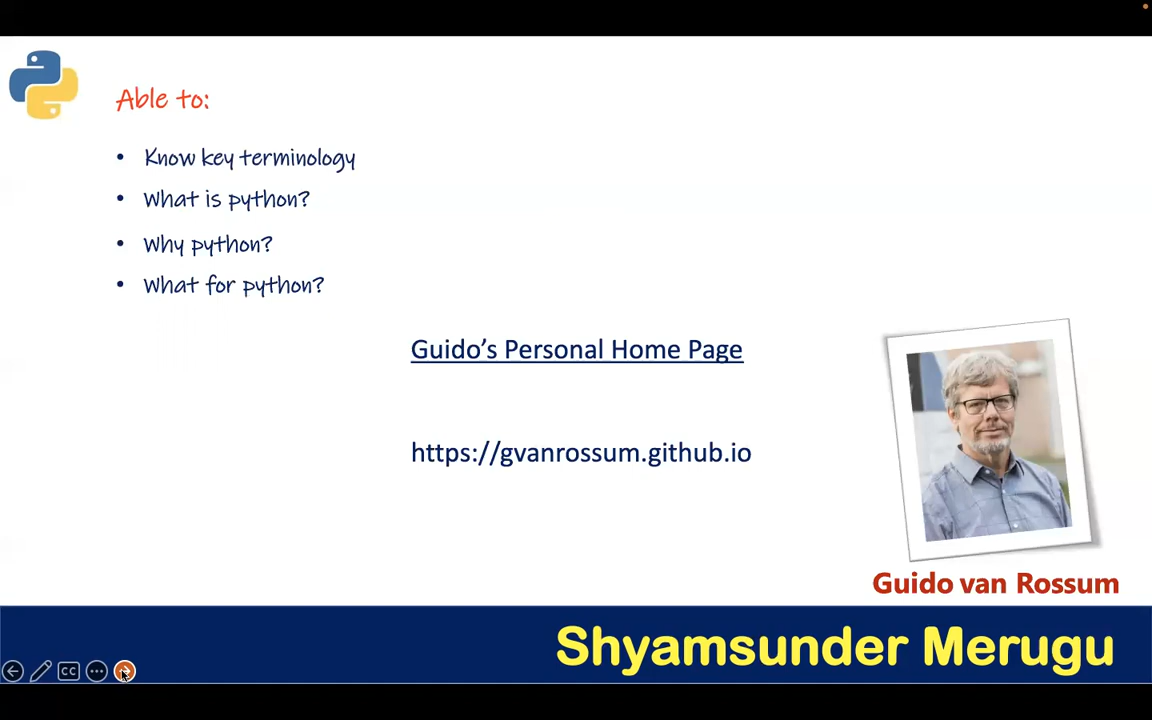 Able to:
• Know key terminology
• What is python?
• Why python?
• What for python?
Guido’s Personal Home Page
https://gvanrossum.github.io
Guido van Rossum
Shyamsunder Merugu
CC